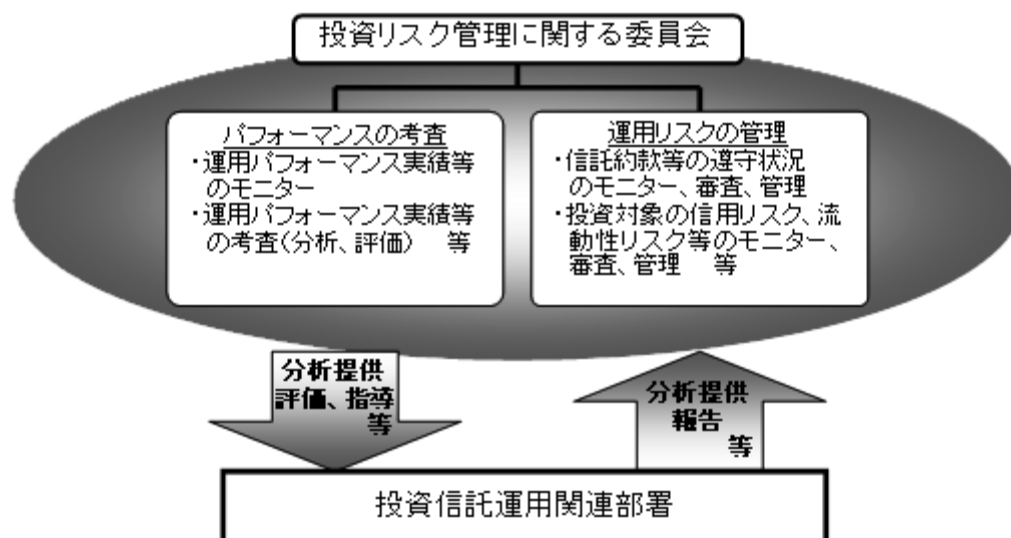 投資リスク管理に関する委員会
パフォーマンスの考査
・運用パフォーマンス実績等
のモニター
・運用パフォーマンス実績等
の考査(分析、評価) 等
運用リスクの管理
・信託約款等の遵守状況
のモニター、審査、管理
・投資対象の信用リスク、流
動性リスク等のモニター、
審査、管理 等
分析提供
評価、指導
等
分析提供
報告
等
投資信託運用関連部署